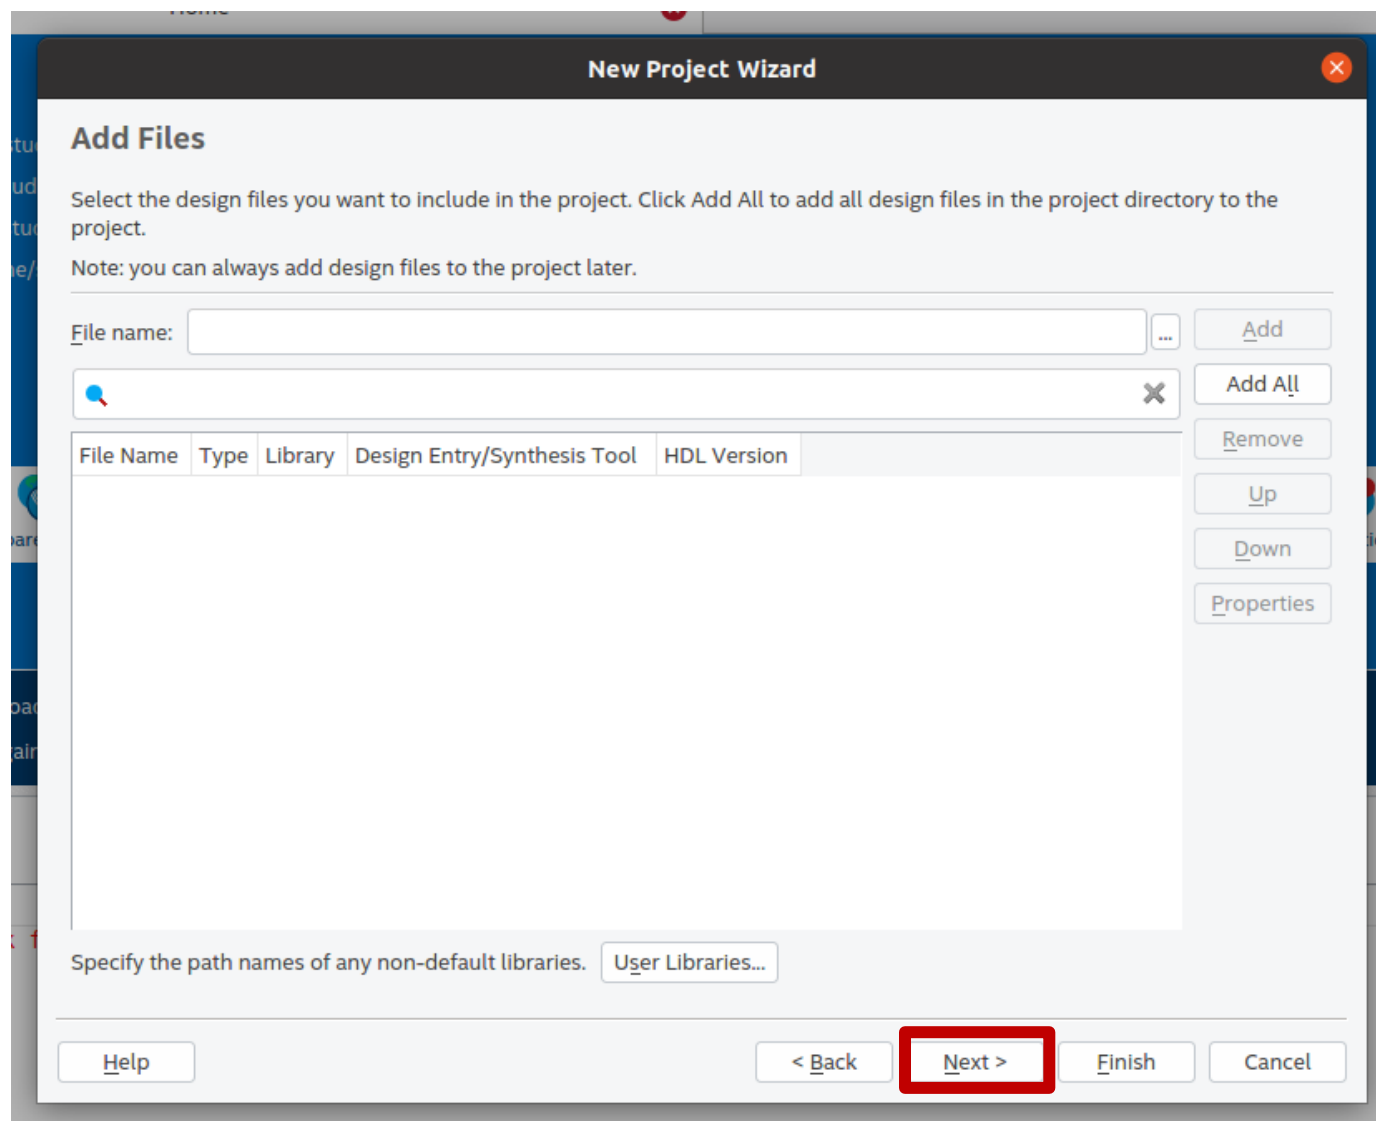 New Project Wizard
Add Files
Select the design files you want to include in the project. Click Add All to add all design files in the project directory to the
project.
Note: you can always add design files to the project later.
File name:
...
Add
Add All
File Name Type Library Design Entry/Synthesis Tool HDL Version
Remove
Up
Down
Properties
Specify the path names of any non-default libraries. User Libraries...
Help < Back Next > Finish Cancel